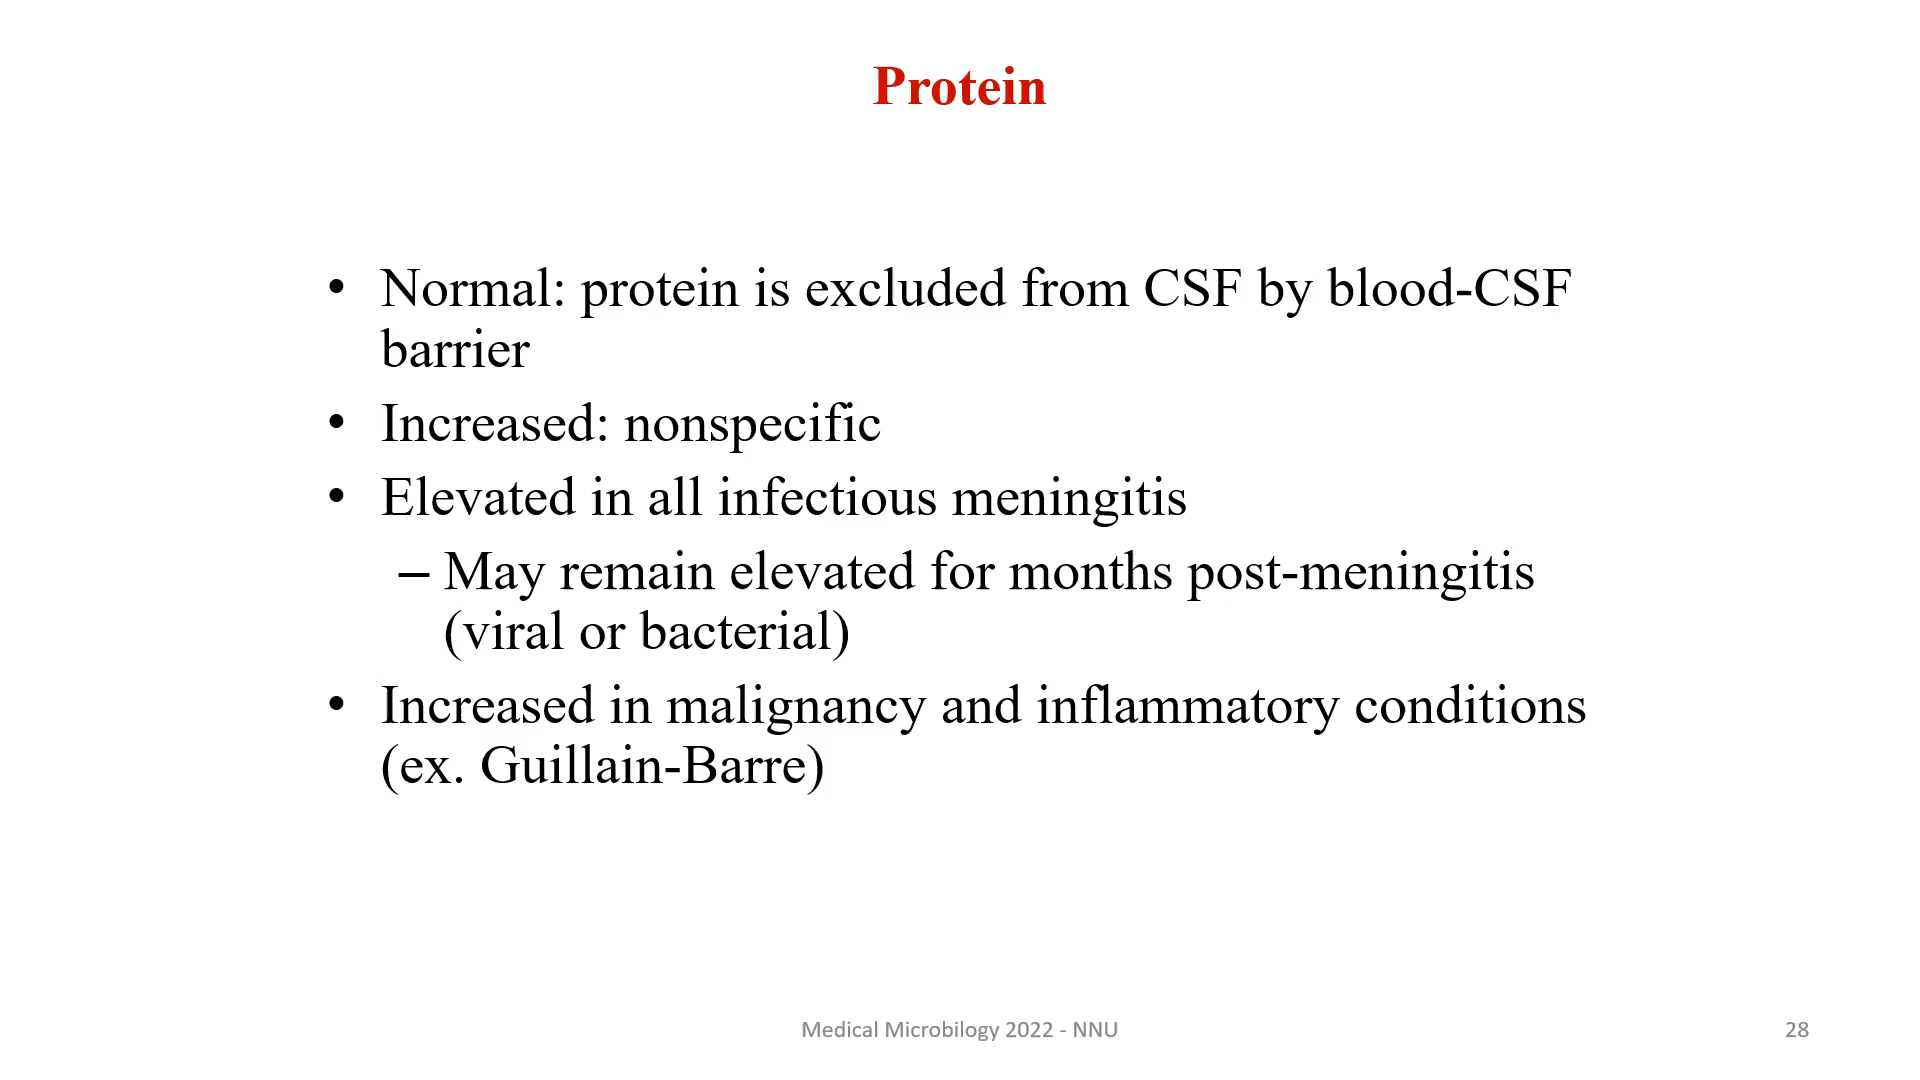 Protein
• Normal: protein is excluded from CSF by blood-CSF
barrier
• Increased: nonspecific
• Elevated in all infectious meningitis
– May remain elevated for months post-meningitis
(viral or bacterial)
• Increased in malignancy and inflammatory conditions
(ex. Guillain-Barre)
Medical Microbilogy 2022 - NNU
28